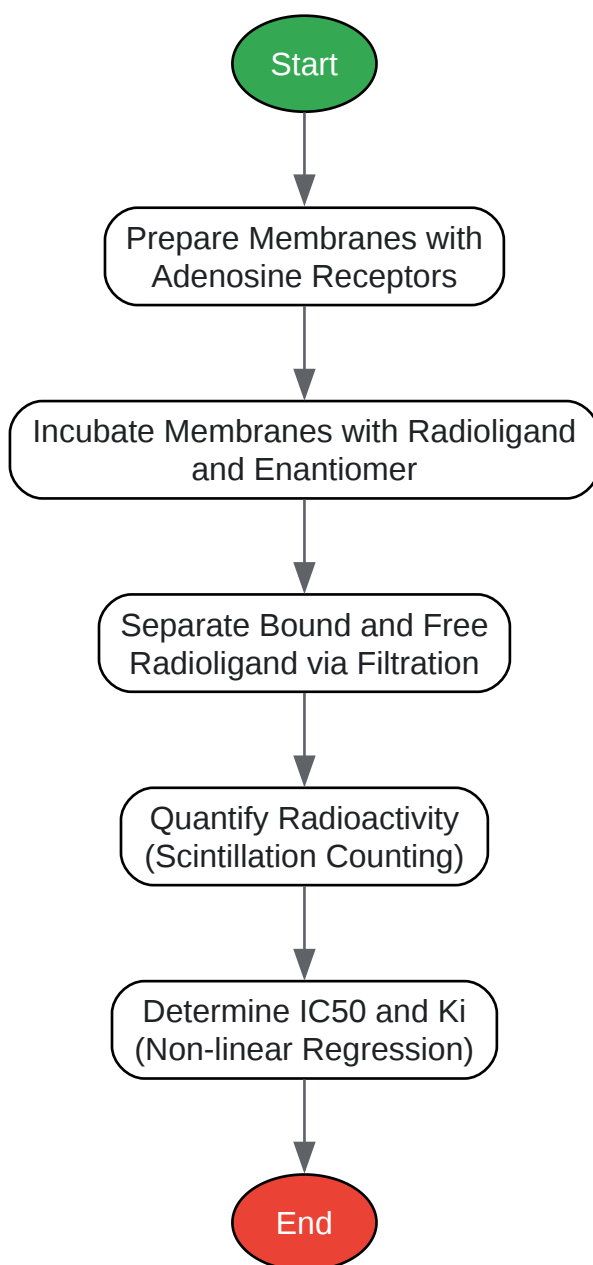 Start
Prepare Membranes with
Adenosine Receptors
Incubate Membranes with Radioligand
and Enantiomer
Separate Bound and Free
Radioligand via Filtration
Quantify Radioactivity
(Scintillation Counting)
Determine IC50 and Ki
(Non-linear Regression)
End